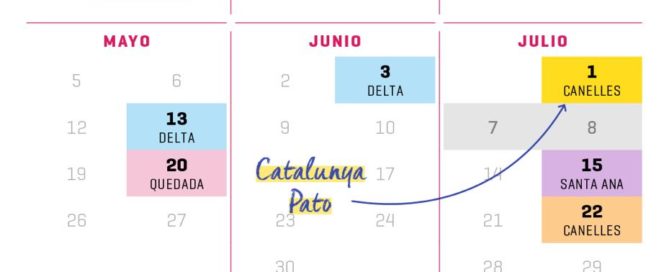 MAYO JUNIO JULIO
5 6 2 3 1
DELTA CANELLES
12 13 9 10 7 8
DELTA
19 20 17 14 15
QUEDADA SANTA ANA
Catalunya
Pato
26 27 23 24 21 22
CANELLES
30 28 29